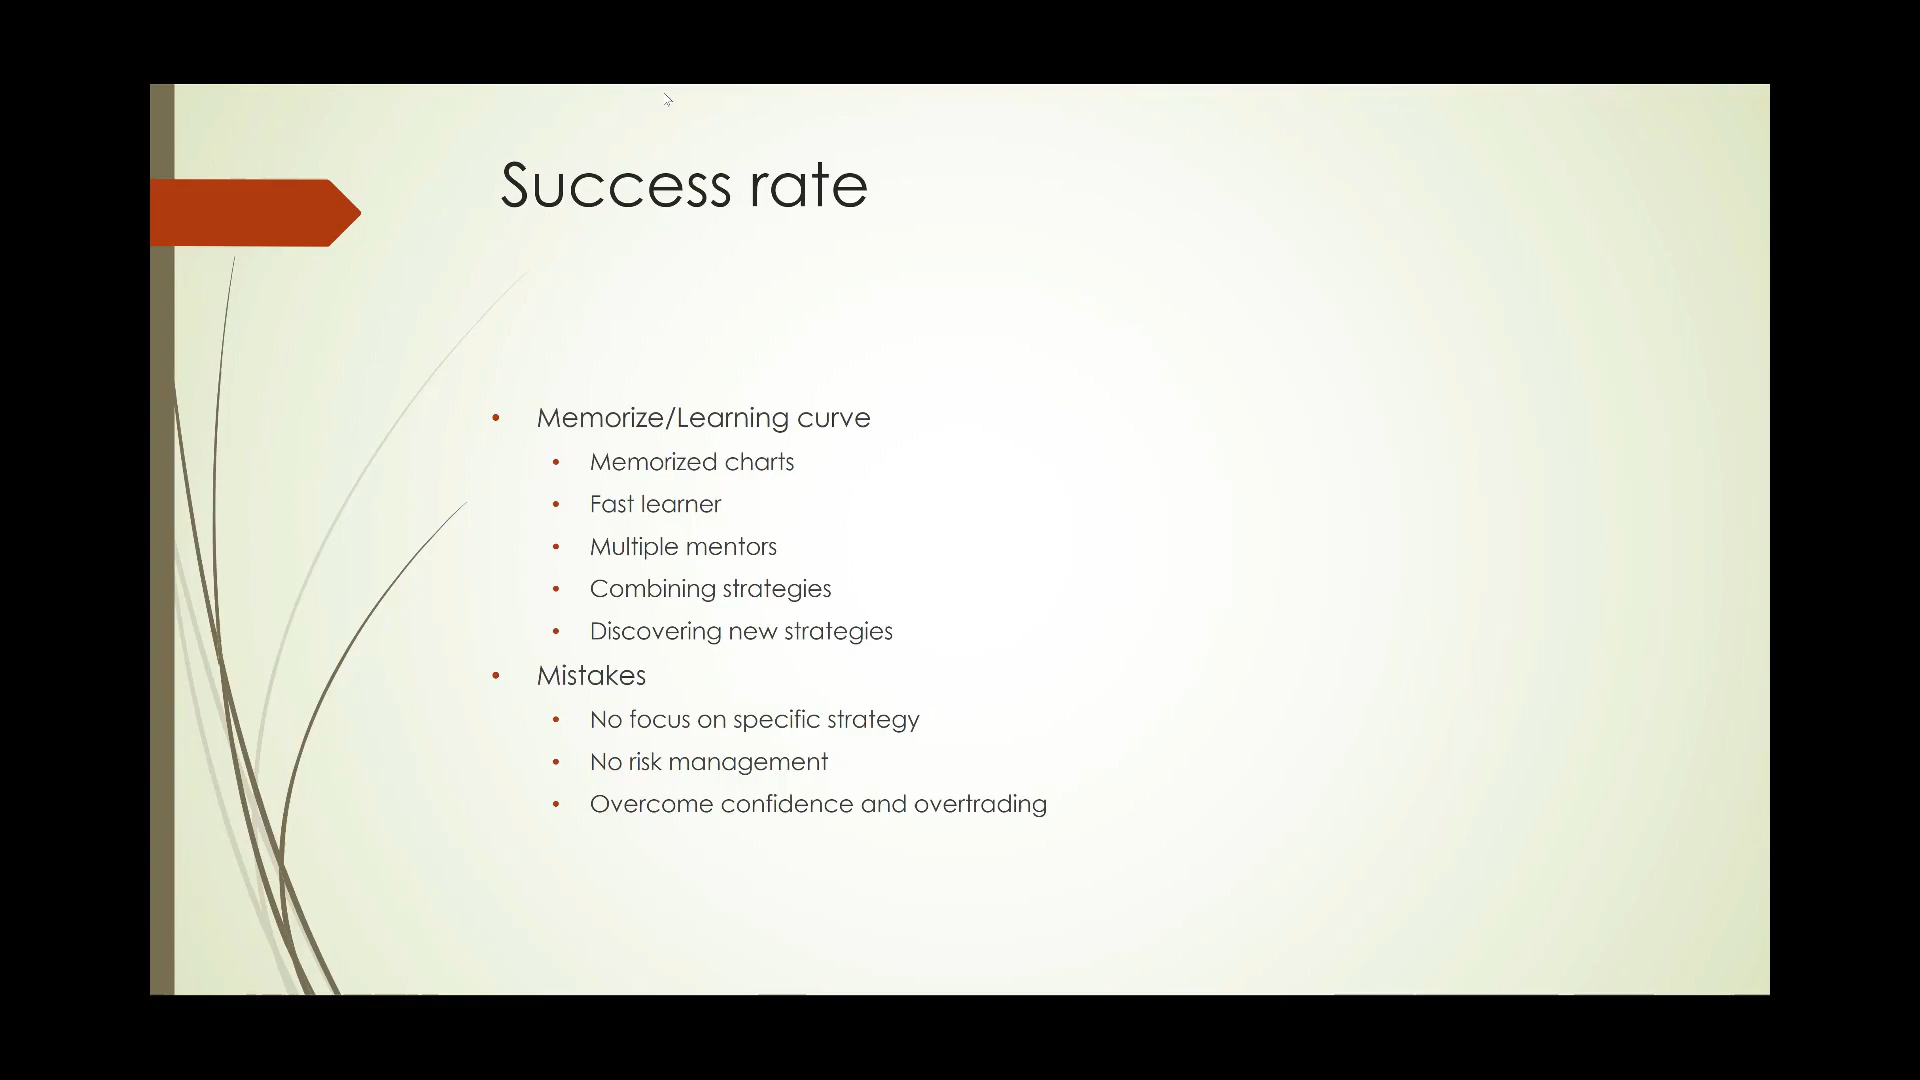 Success rate
• Memorize/Learning curve
• Memorized charts
• Fast learner
• Multiple mentors
• Combining strategies
• Discovering new strategies
• Mistakes
• No focus on specific strategy
• No risk management
• Overcome confidence and overtrading